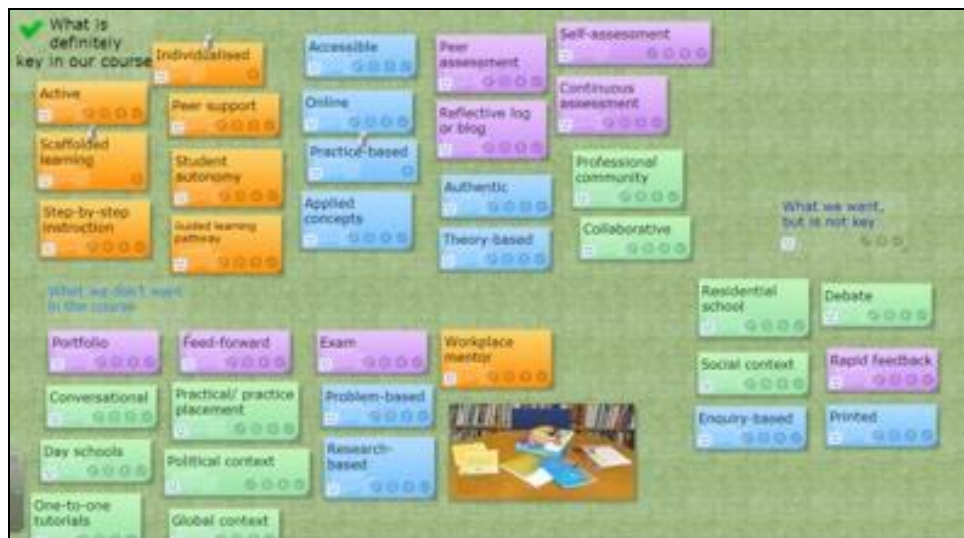 What is
definitely
key in our course
Individualised
Active
Peer support
Scaffolded
learning
Student
autonomy
Step-by-step
instruction
Guided learning
pathway
Accessible
Online
Practice-based
Applied
concepts
Peer
assessment
Reflective log
or blog
Authentic
Theory-based
Self-assessment
Continuous
assessment
Professional
community
Collaborative
What we want,
but is not key
Residential
school
Debate
Social context
Rapid feedback
Enquiry-based
Printed
What we don't want
in the course
Portfolio
Feed-forward
Exam
Workplace
mentor
Conversational
Practical/ practice
placement
Problem-based
Day schools
Political context
Research-
based
One-to-one
tutorials
Global context